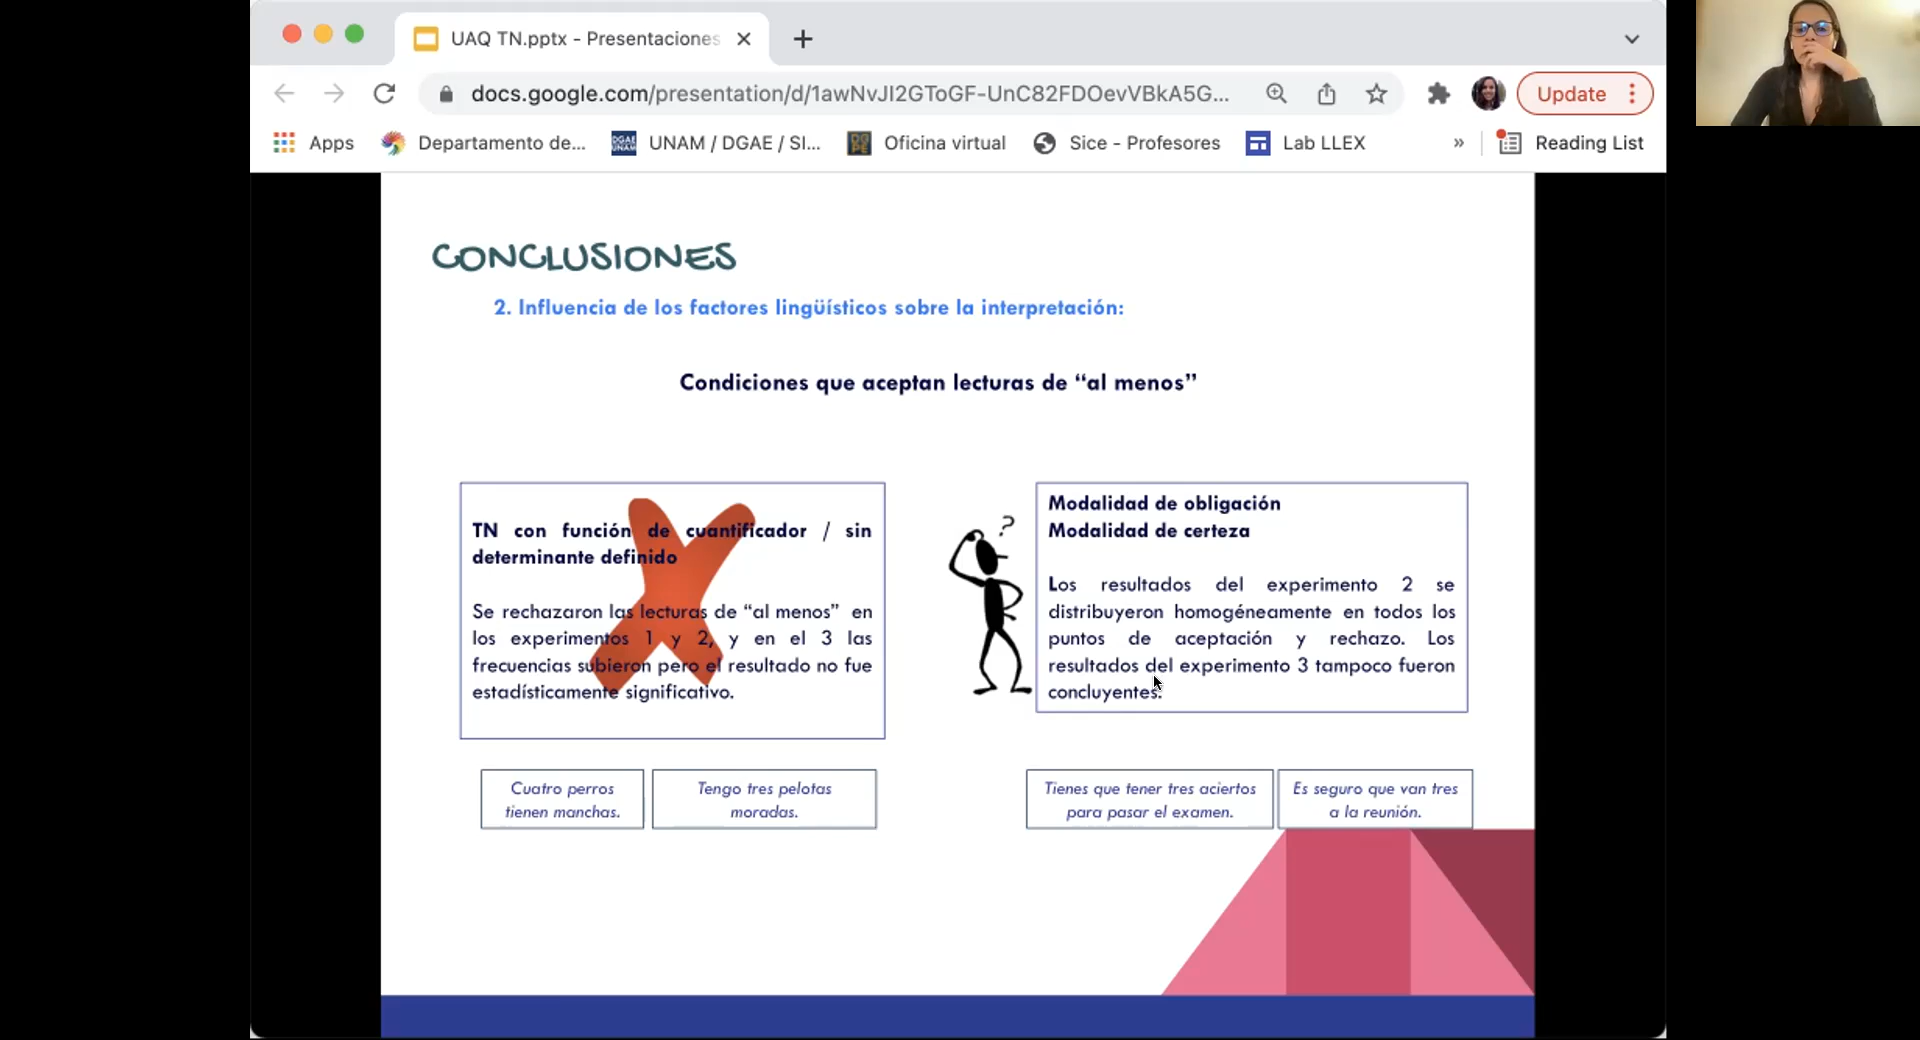 UAQ TN.pptx - Presentaciones
docs.google.com/presentation/d/1awNvJI2GToGF-UnC82FDOevVBkA5G...
Update
Apps
Departamento de...
UNAM / DGAE / SI...
Oficina virtual
Sice - Profesores
Lab LLEX
»
Reading List
CONCLUSIONES
2. Influencia de los factores lingüísticos sobre la interpretación:
Condiciones que aceptan lecturas de “al menos”
TN con función de cuantificador / sin
determinante definido
Se rechazaron las lecturas de “al menos” en
los experimentos 1 y 2, y en el 3 las
frecuencias subieron pero el resultado no fue
estadísticamente significativo.
?
Modalidad de obligación
Modalidad de certeza
Los resultados del experimento 2 se
distribuyeron homogéneamente en todos los
puntos de aceptación y rechazo. Los
resultados del experimento 3 tampoco fueron
concluyentes.
Cuatro perros
tienen manchas.
Tengo tres pelotas
moradas.
Tienes que tener tres aciertos
para pasar el examen.
Es seguro que van tres
a la reunión.